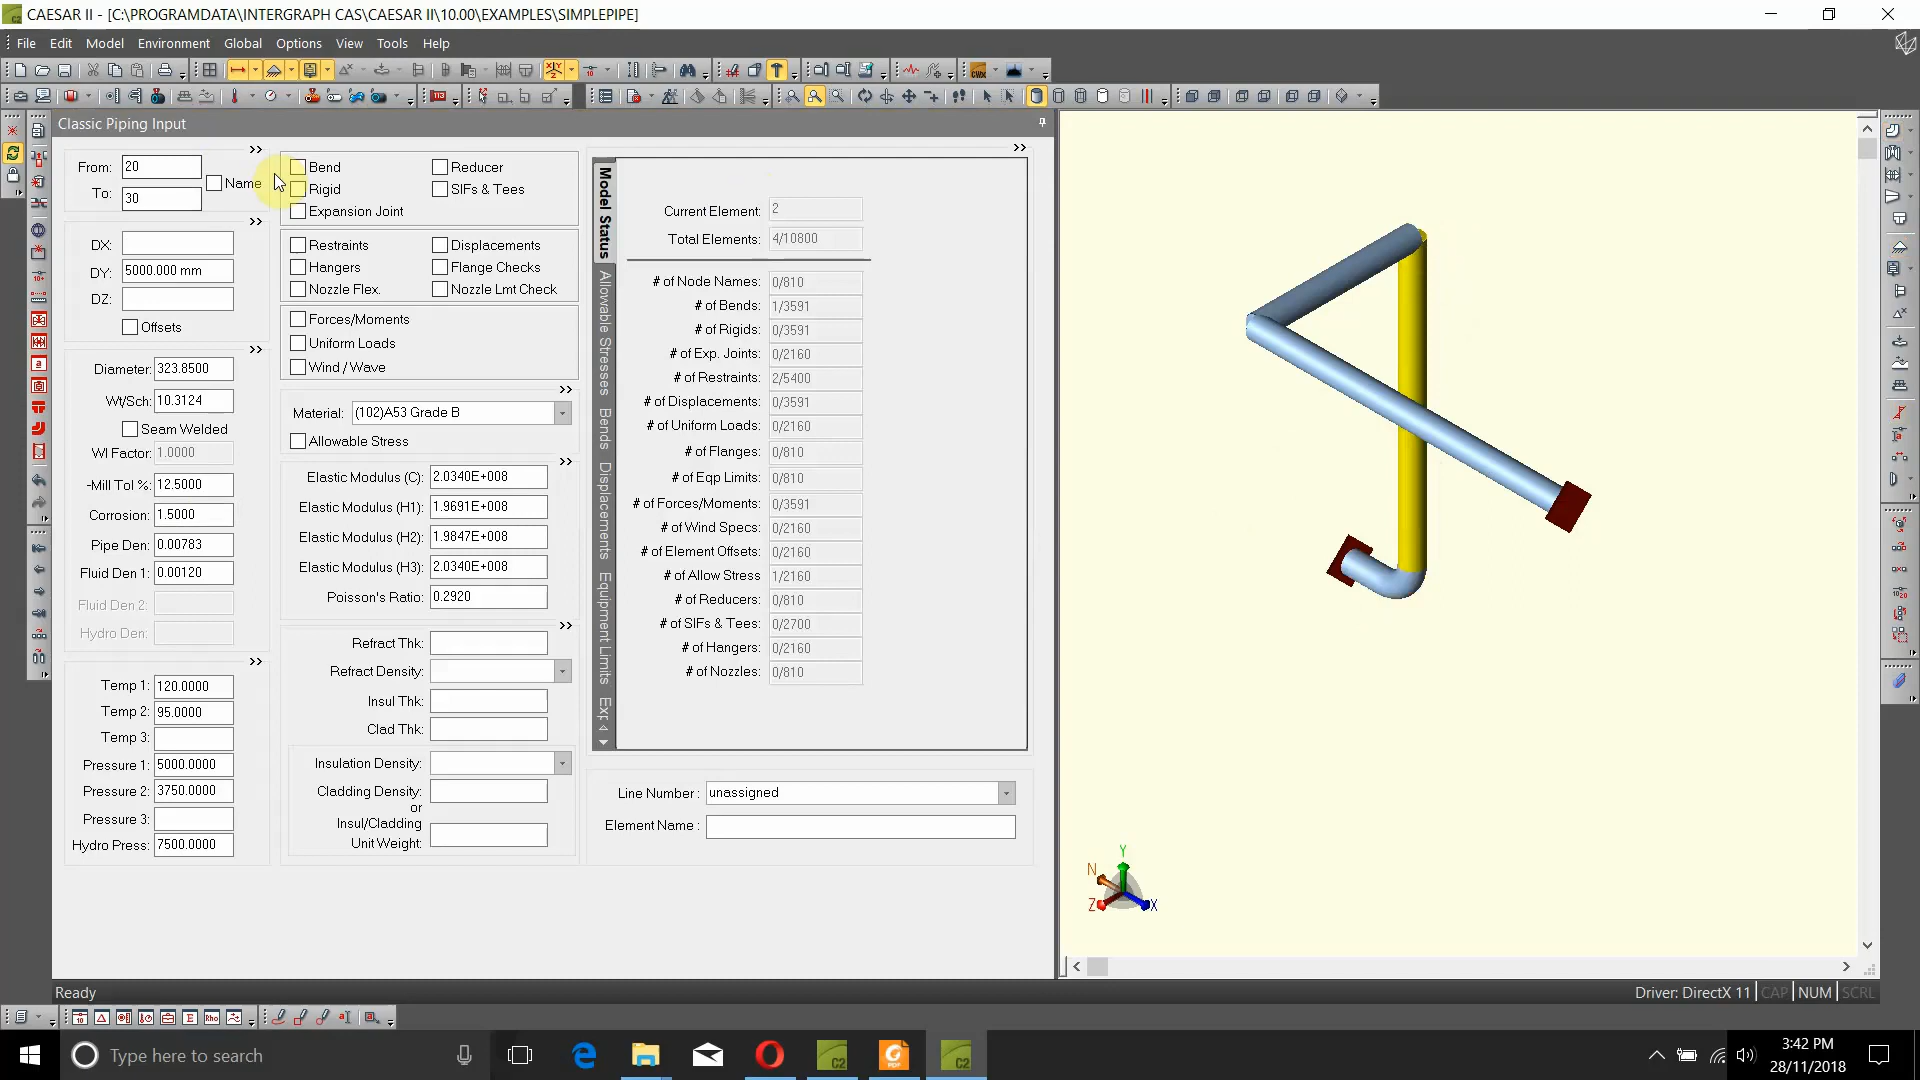 CAESAR II - [C:\PROGRAMDATA\INTERGRAPH CAS\CAESAR II\10.00\EXAMPLES\SIMPLEPIPE]
File Edit Model Environment Global Options View Tools Help
Classic Piping Input
From: 20
To: 30
Name
DX:
DY: 5000.000 mm
DZ:
Offsets
Diameter: 323.8500
Wt/Sch: 10.3124
Seam Welded
WI Factor: 1.0000
-Mill Tol %: 12.5000
Corrosion: 1.5000
Pipe Den: 0.00783
Fluid Den 1: 0.00120
Fluid Den 2:
Hydro Den:
Temp 1: 120.0000
Temp 2: 95.0000
Temp 3:
Pressure 1: 5000.0000
Pressure 2: 3750.0000
Pressure 3:
Hydro Press: 7500.0000
Bend Reducer
Rigid SIFs & Tees
Expansion Joint
Restraints Displacements
Hangers Flange Checks
Nozzle Flex. Nozzle Lmt Check
Forces/Moments
Uniform Loads
Wind / Wave
Material: (102)A53 Grade B
Allowable Stress
Elastic Modulus (C): 2.0340E+008
Elastic Modulus (H1): 1.9691E+008
Elastic Modulus (H2): 1.9847E+008
Elastic Modulus (H3): 2.0340E+008
Poisson's Ratio: 0.2920
Refract Thk:
Refract Density:
Insul Thk:
Clad Thk:
Insulation Density:
Cladding Density:
or
Insul/Cladding
Unit Weight:
Model Status
Allowable Stresses
Bends
Displacements
Equipment Limits
Exp
Current Element: 2
Total Elements: 4/10800
# of Node Names: 0/810
# of Bends: 1/3591
# of Rigids: 0/3591
# of Exp. Joints: 0/2160
# of Restraints: 2/5400
# of Displacements: 0/3591
# of Uniform Loads: 0/2160
# of Flanges: 0/810
# of Eqp Limits: 0/810
# of Forces/Moments: 0/3591
# of Wind Specs: 0/2160
# of Element Offsets: 0/2160
# of Allow Stress 1/2160
# of Reducers: 0/810
# of SIFs & Tees: 0/2700
# of Hangers: 0/2160
# of Nozzles: 0/810
Line Number: unassigned
Element Name :
Y
N
Z X
Ready
Driver: DirectX 11 CAP NUM SCRL
Type here to search
3:42 PM
28/11/2018